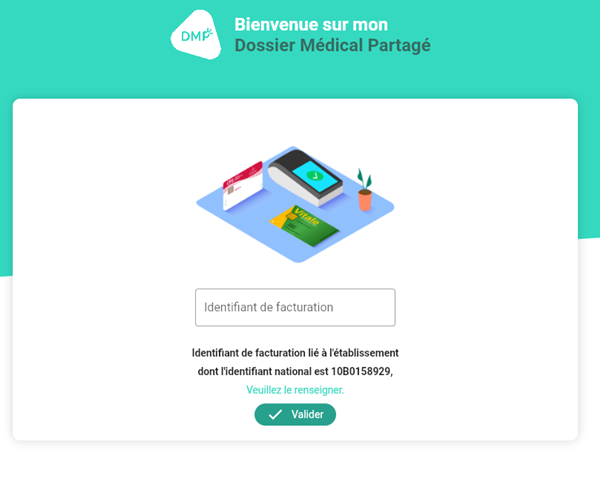 DMP
Bienvenue sur mon
Dossier Médical Partagé
Vitale
Identifiant de facturation
Identifiant de facturation lié à l'établissement
dont l'identifiant national est 10B0158929,
Veuillez le renseigner.
Valider